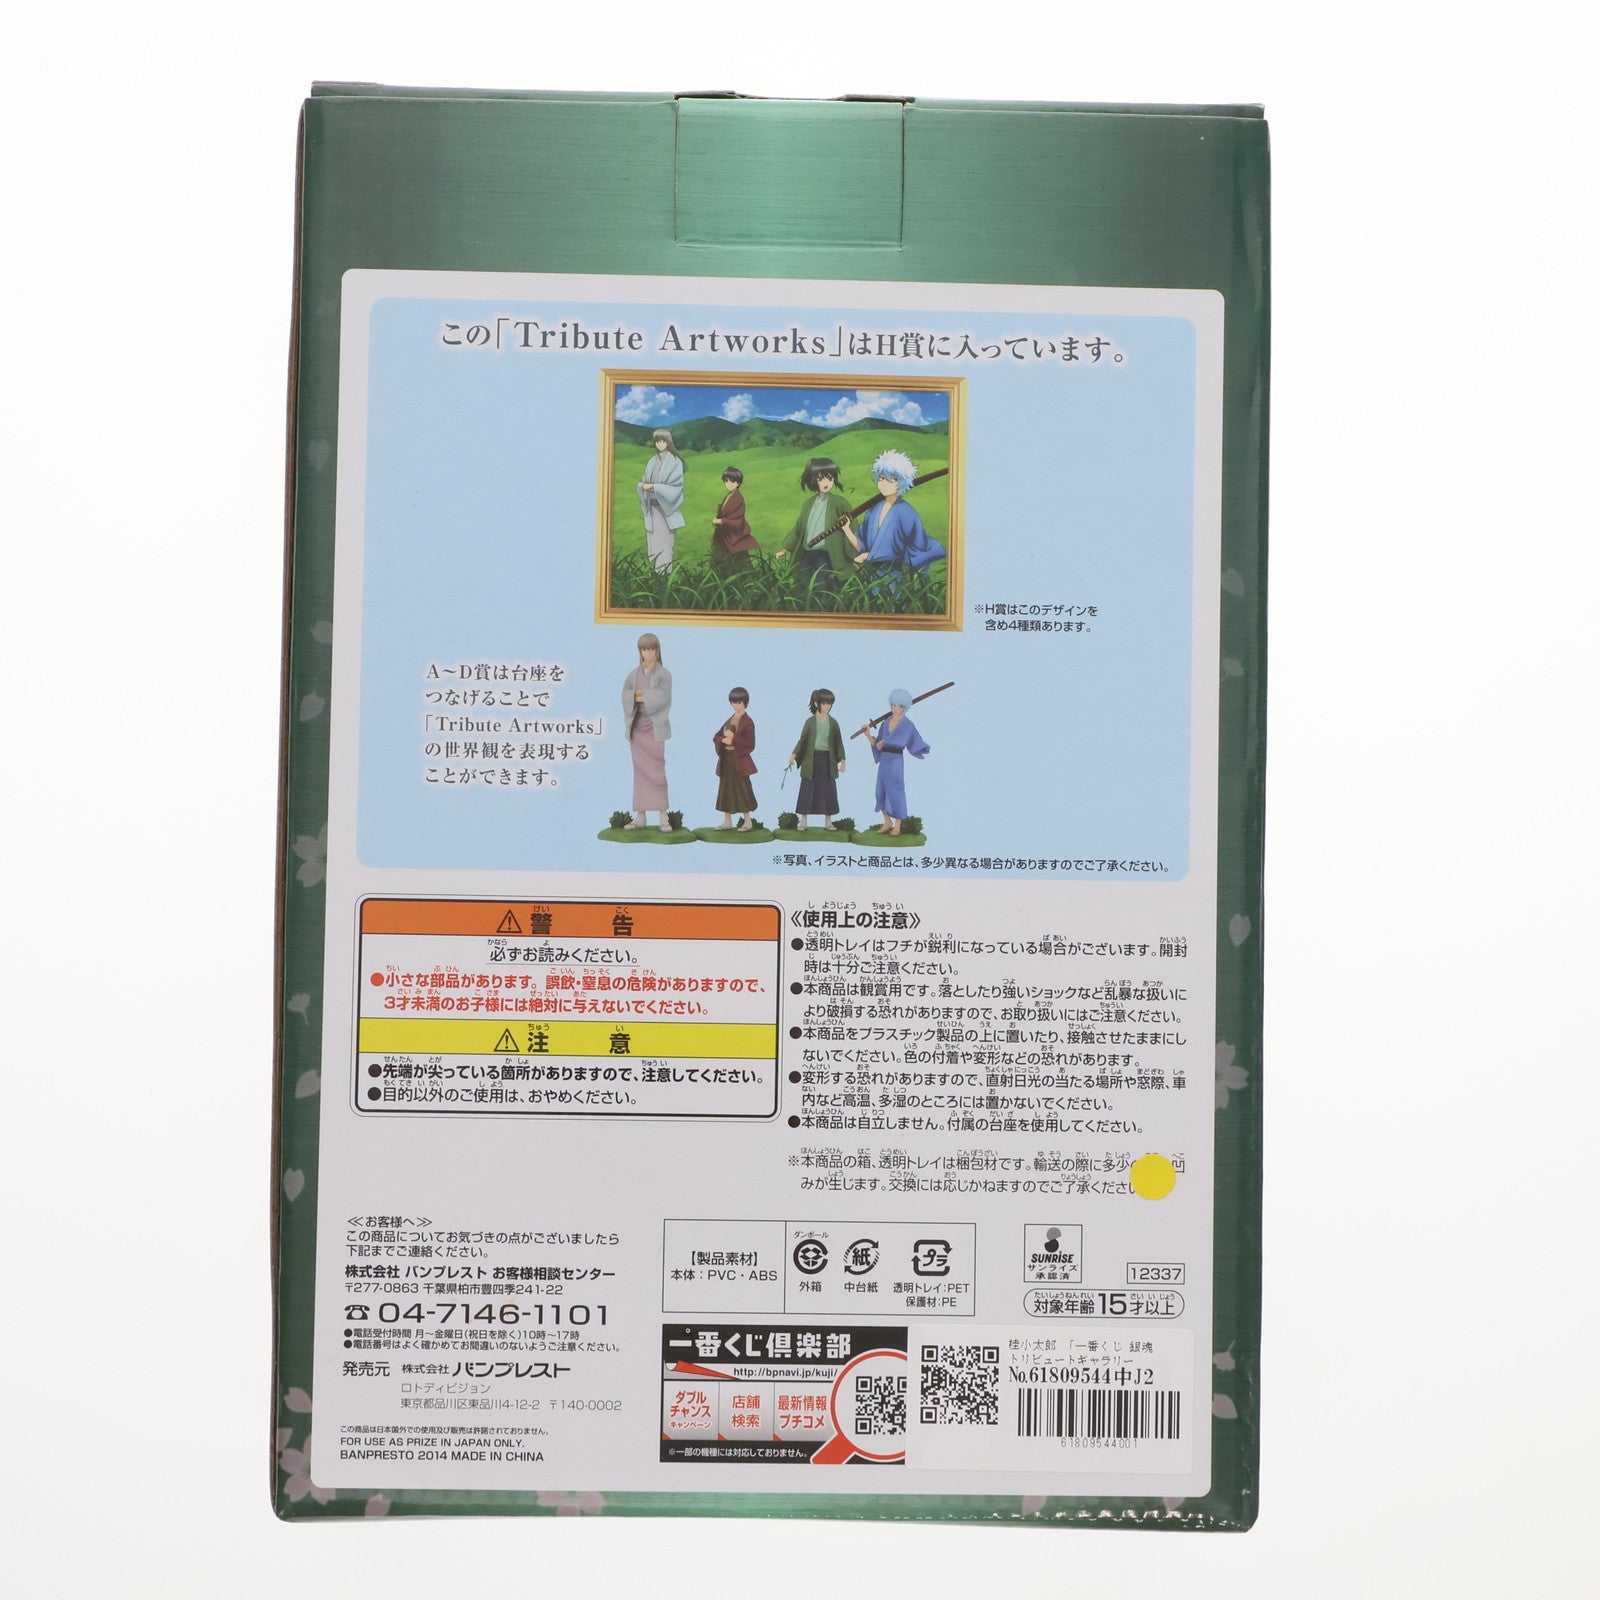 この「Tribute Artworks」はH賞に入っています。
※H賞はこのデザインを
含め4種類あります。
A～D賞は台座を
つなげることで
「Tribute Artworks」
の世界観を表現する
ことができます。
※写真、イラストと商品とは、多少異なる場合がありますのでご了承ください。
警告
必ずお読みください。
●小さな部品があります。誤飲・窒息の危険がありますので、
3才未満のお子様には絶対に与えないでください。
注意
●先端が尖っている箇所がありますので、注意してください。
●目的以外のご使用は、おやめください。
《使用上の注意》
●透明トレイはフチが鋭利になっている場合がございます。開封
時は十分ご注意ください。
●本商品は観賞用です。落としたり強いショックなど乱暴な扱いに
より破損する恐れがありますので、お取り扱いにはご注意ください。
●本商品をプラスチック製品の上に置いたり、接触させたままにし
ないでください。色の付着や変形などの恐れがあります。
●変形する恐れがありますので、直射日光の当たる場所や窓際、車
内など高温、多湿のところには置かないでください。
●本商品は自立しません。付属の台座を使用してください。
※本商品の箱、透明トレイは梱包材です。輸送の際に多少
みが生じます。交換には応じかねますのでご了承くださ
≪お客様へ≫
この商品についてお気づきの点がございましたら
下記までご連絡ください。
株式会社 バンプレスト お客様相談センター
〒277-0863 千葉県柏市豊四季241-22
☎04-7146-1101
●電話受付時間 月～金曜日(祝日を除く)10時～17時
●電話番号はよく確かめてお間違いのないようご注意ください。
発売元 株式会社 バンプレスト
ロトディビジョン
東京都品川区東品川4-12-2 〒140-0002
この商品は日本国外での使用及び販売は許諾されておりません。
FOR USE AS PRIZE IN JAPAN ONLY.
BANPRESTO 2014 MADE IN CHINA
【製品素材】
本体：PVC・ABS
ダンボール
外箱
紙
中台紙
プラ
透明トレイ：PET
保護材：PE
SUNRISE
サンライズ
承認済
12337
対象年齢15才以上
一番くじ倶楽部
http://bpnavi.jp/kuji/
ダブル
チャンス
キャンペーン
店舗
検索
最新情報
プチコメ
※一部の機種には対応しておりません。
桂小太郎 「一番くじ 銀魂
トリビュートギャラリー
No.61809544中J2
61809544001